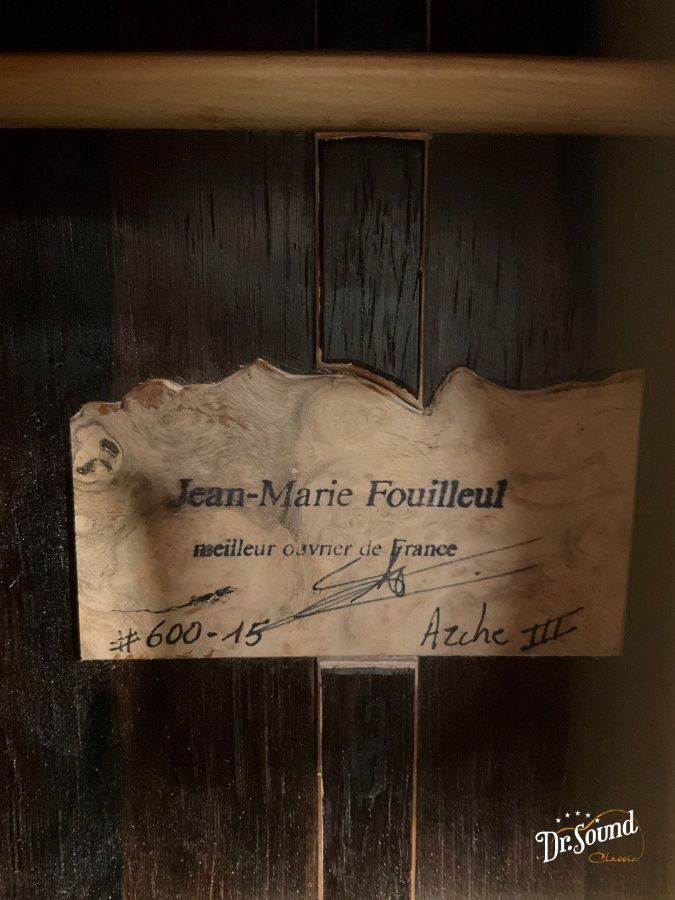 Jean-Marie Fouilleul
meilleur ouvrier de France
#600-15 Arche III
Dr. Sound
Classic